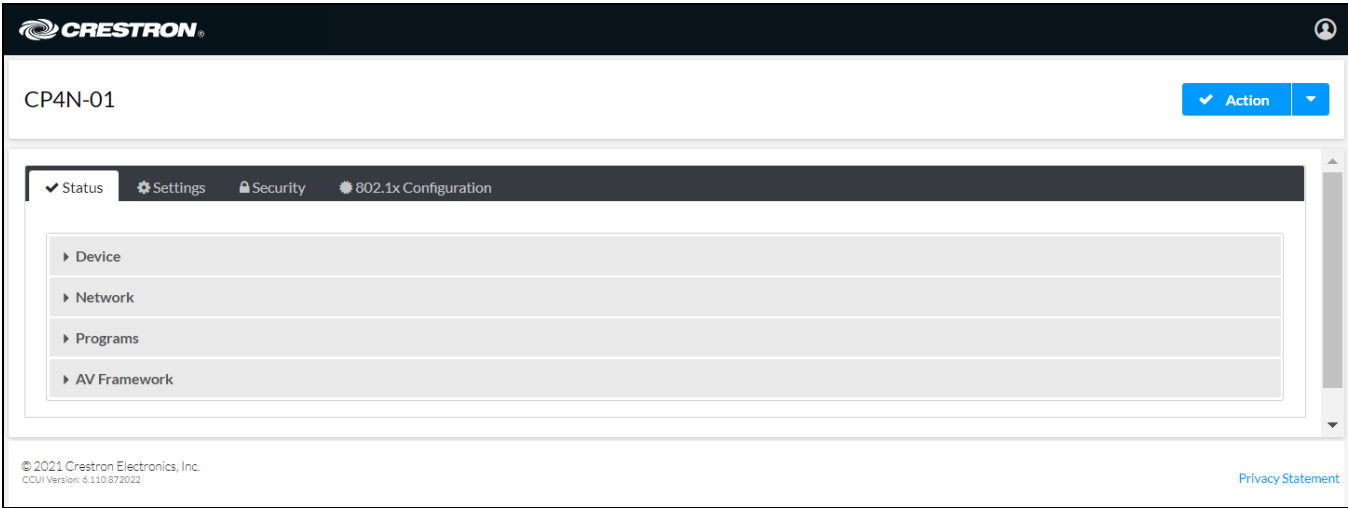 CRESTRON®
CP4N-01
Action
Status Settings Security 802.1x Configuration
Device
Network
Programs
AV Framework
© 2021 Crestron Electronics, Inc.
CCUI Version: 6.110.872022
Privacy Statement